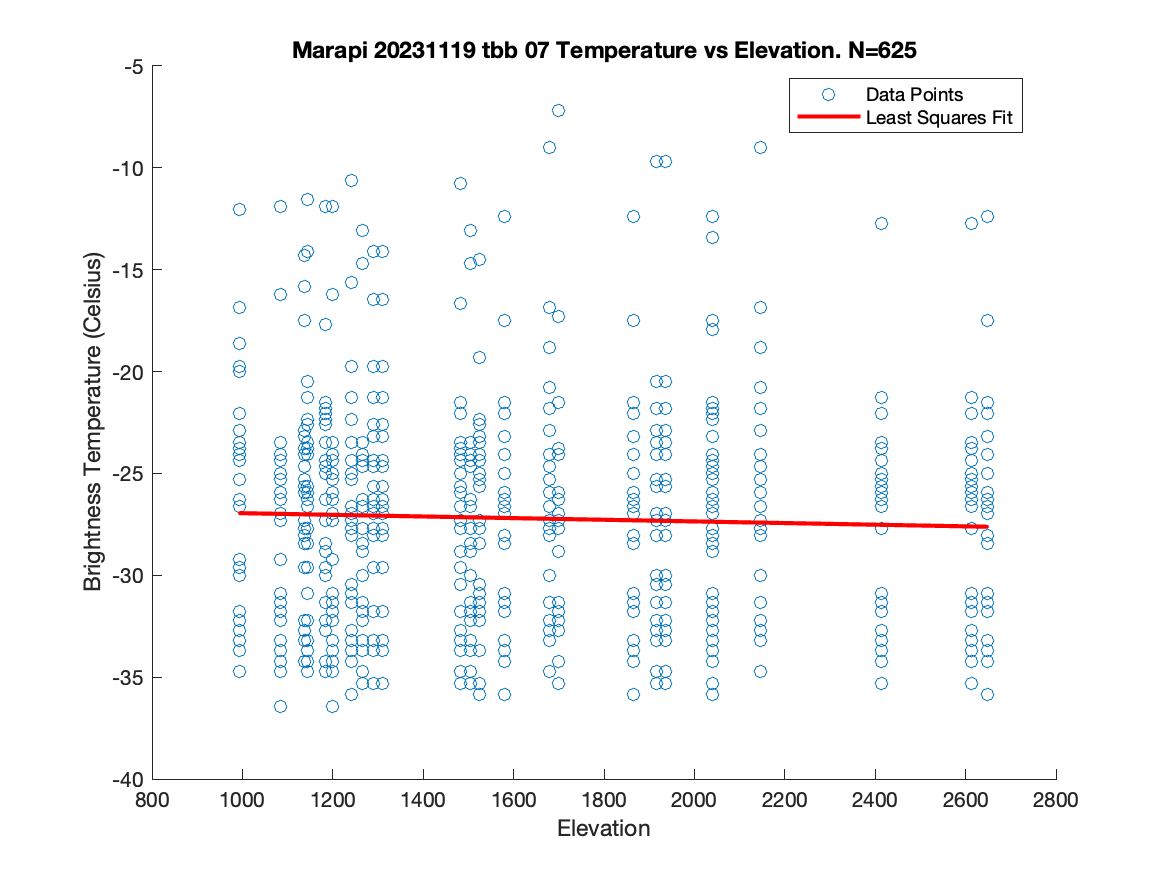 Marapi 20231119 tbb 07 Temperature vs Elevation. N=625
Data Points
Least Squares Fit
Brightness Temperature (Celsius)
-5
-10
-15
-20
-25
-30
-35
-40
800 1000 1200 1400 1600 1800 2000 2200 2400 2600 2800
Elevation